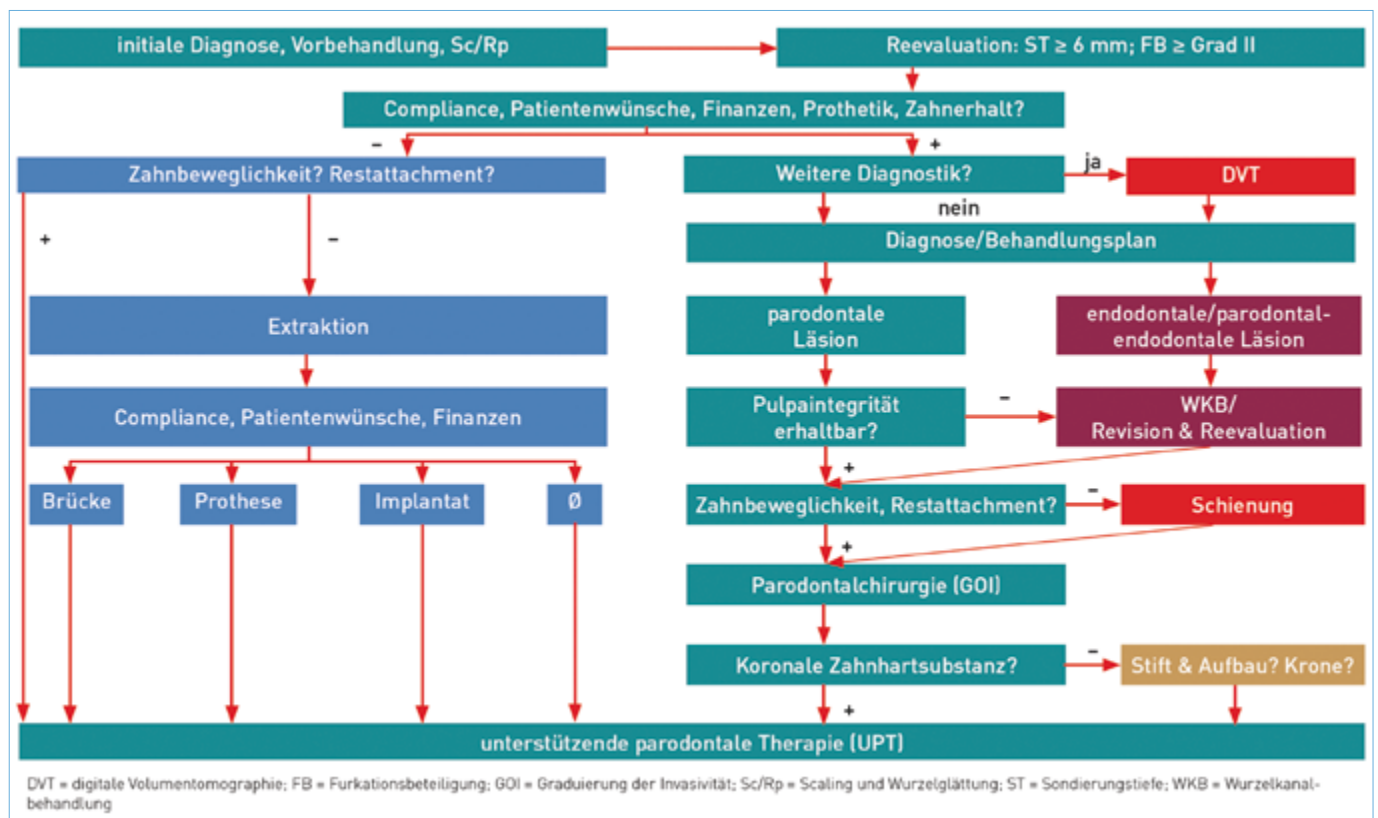 initiale Diagnose, Vorbehandlung, Sc/Rp
Reevaluation: ST ≥ 6 mm; FB ≥ Grad II
Compliance, Patientenwünsche, Finanzen, Prothetik, Zahnerhalt?
–
+
Zahnbeweglichkeit? Restattachment?
Weitere Diagnostik?
ja
DVT
nein
+
–
Diagnose/Behandlungsplan
Extraktion
parodontale
Läsion
endodontale/parodontal-
endodontale Läsion
Compliance, Patientenwünsche, Finanzen
Pulpaintegrität
erhaltbar?
–
WKB/
Revision & Reevaluation
+
Brücke
Prothese
Implantat
Ø
Zahnbeweglichkeit, Restattachment?
–
Schienung
+
Parodontalchirurgie (GOI)
Koronale Zahnhartsubstanz?
–
Stift & Aufbau? Krone?
+
unterstützende parodontale Therapie (UPT)
DVT = digitale Volumentomographie; FB = Furkationsbeteiligung; GOI = Graduierung der Invasivität; Sc/Rp = Scaling und Wurzelglättung; ST = Sondierungstiefe; WKB = Wurzelkanal-
behandlung